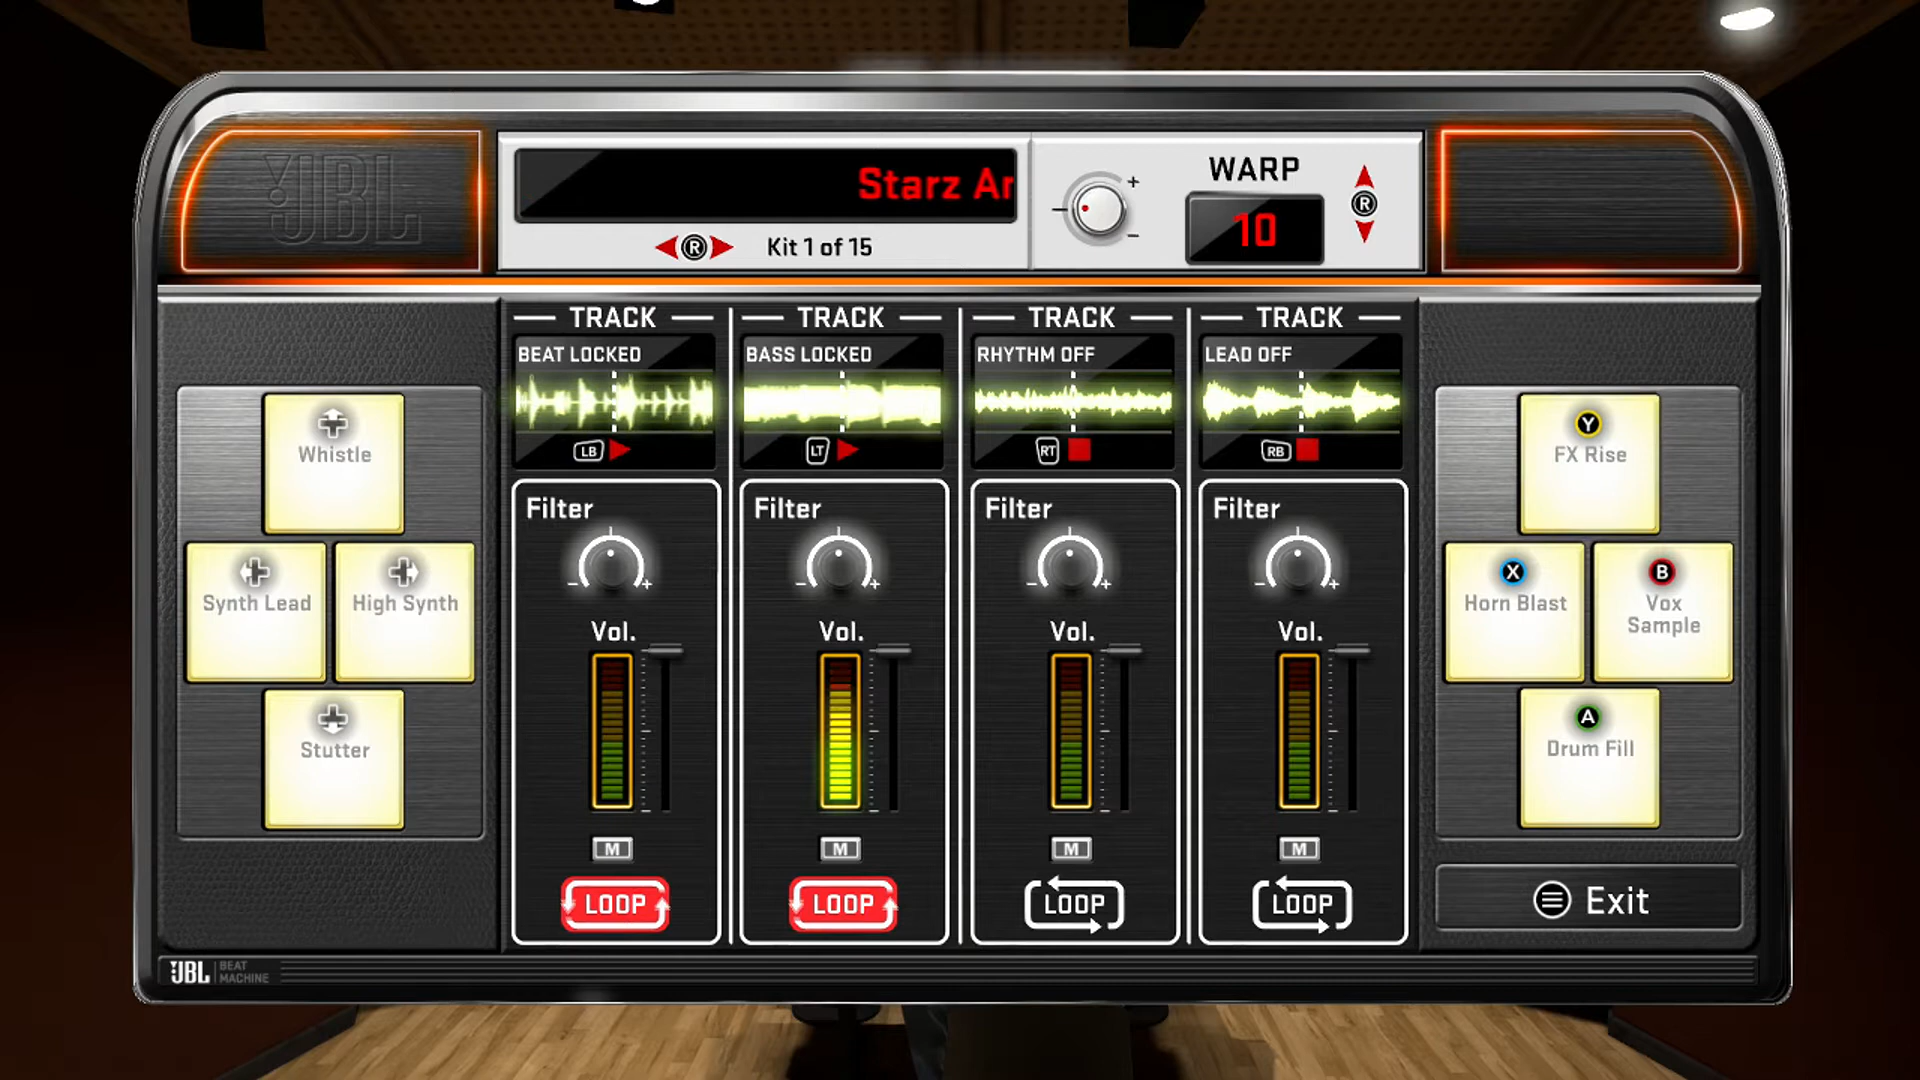 JBL
Starz Ar
R
Kit 1 of 15
WARP
+
-
10
R
TRACK
TRACK
TRACK
TRACK
BEAT LOCKED
BASS LOCKED
RHYTHM OFF
LEAD OFF
LB
LT
RT
RB
Whistle
Synth Lead
High Synth
Stutter
Filter
Filter
Filter
Filter
- +
- +
- +
- +
Vol.
Vol.
Vol.
Vol.
M
M
M
M
LOOP
LOOP
LOOP
LOOP
Y
FX Rise
X
Horn Blast
B
Vox
Sample
A
Drum Fill
Exit
JBL
BEAT
MACHINE